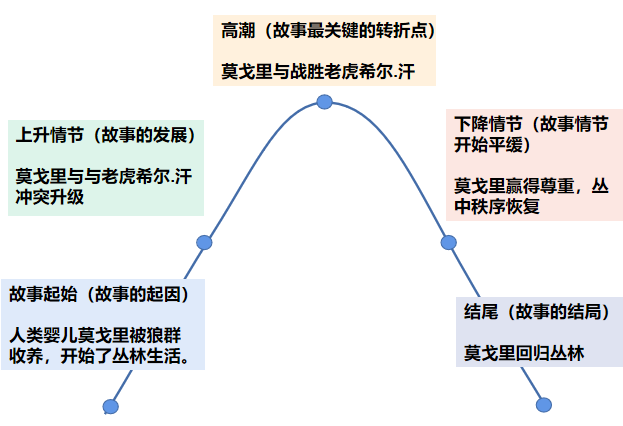 高潮（故事最关键的转折点）
莫戈里与战胜老虎希尔.汗
上升情节（故事的发展）
莫戈里与与老虎希尔.汗
冲突升级
下降情节（故事情节
开始平缓）
莫戈里赢得尊重，丛
中秩序恢复
故事起始（故事的起因）
人类婴儿莫戈里被狼群
收养，开始了丛林生活。
结尾（故事的结局）
莫戈里回归丛林